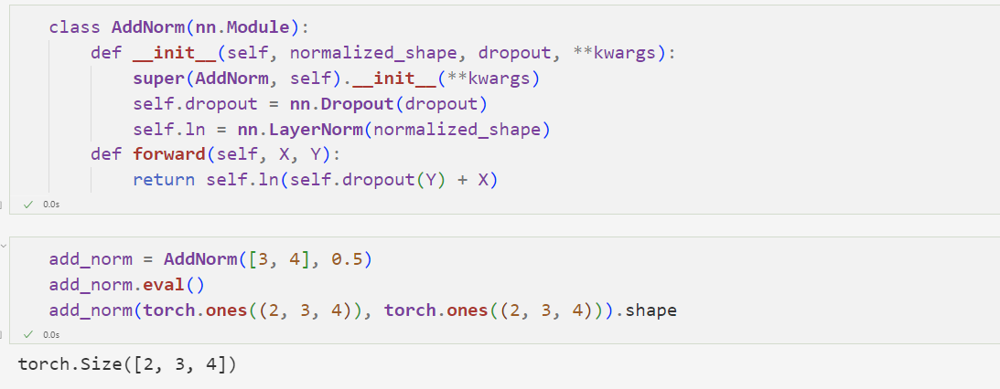 class AddNorm(nn.Module):
    def __init__(self, normalized_shape, dropout, **kwargs):
        super(AddNorm, self).__init__(**kwargs)
        self.dropout = nn.Dropout(dropout)
        self.ln = nn.LayerNorm(normalized_shape)
    def forward(self, X, Y):
        return self.ln(self.dropout(Y) + X)
0.0s
add_norm = AddNorm([3, 4], 0.5)
add_norm.eval()
add_norm(torch.ones((2, 3, 4)), torch.ones((2, 3, 4))).shape
0.0s
torch.Size([2, 3, 4])